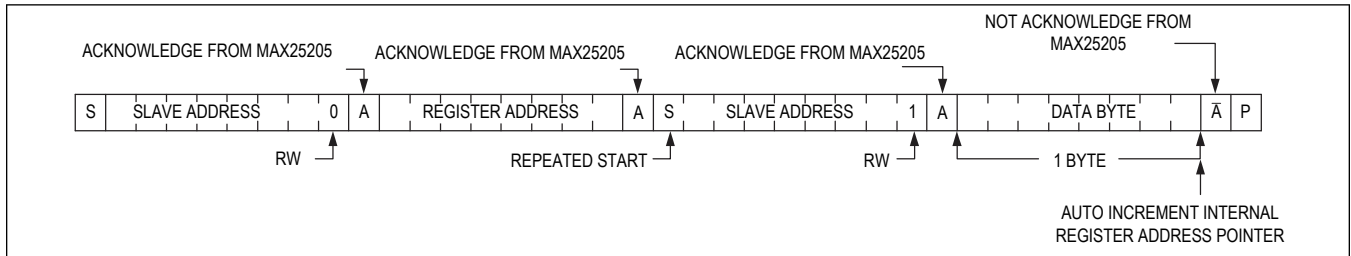 NOT ACKNOWLEDGE FROM
MAX25205
ACKNOWLEDGE FROM MAX25205 ACKNOWLEDGE FROM MAX25205 ACKNOWLEDGE FROM MAX25205
S SLAVE ADDRESS 0 A REGISTER ADDRESS A S SLAVE ADDRESS 1 A DATA BYTE A̅ P
RW REPEATED START RW 1 BYTE
AUTO INCREMENT INTERNAL
REGISTER ADDRESS POINTER